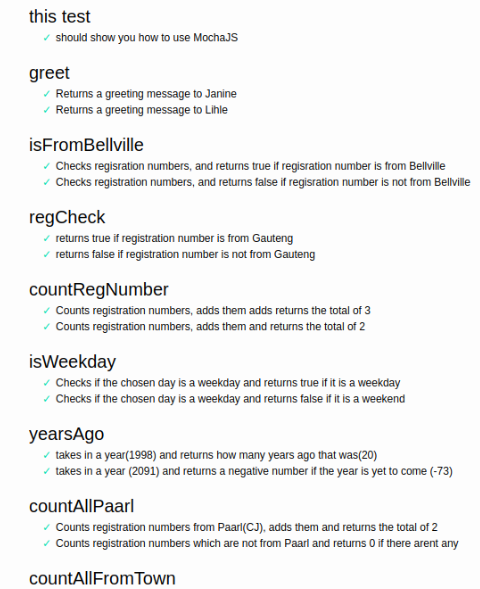 this test
✓ should show you how to use MochaJS
greet
✓ Returns a greeting message to Janine
✓ Returns a greeting message to Lihle
isFromBellville
✓ Checks regisration numbers, and returns true if regisration number is from Bellville
✓ Checks registration numbers, and returns false if regisration number is not from Bellville
regCheck
✓ returns true if registration number is from Gauteng
✓ returns false if registration number is not from Gauteng
countRegNumber
✓ Counts registration numbers, adds them adds returns the total of 3
✓ Counts registration numbers, adds them and returns the total of 2
isWeekday
✓ Checks if the chosen day is a weekday and returns true if it is a weekday
✓ Checks if the chosen day is a weekday and returns false if it is a weekend
yearsAgo
✓ takes in a year(1998) and returns how many years ago that was(20)
✓ takes in a year (2091) and returns a negative number if the year is yet to come (-73)
countAllPaarl
✓ Counts registration numbers from Paarl(CJ), adds them and returns the total of 2
✓ Counts registration numbers which are not from Paarl and returns 0 if there arent any
countAllFromTown